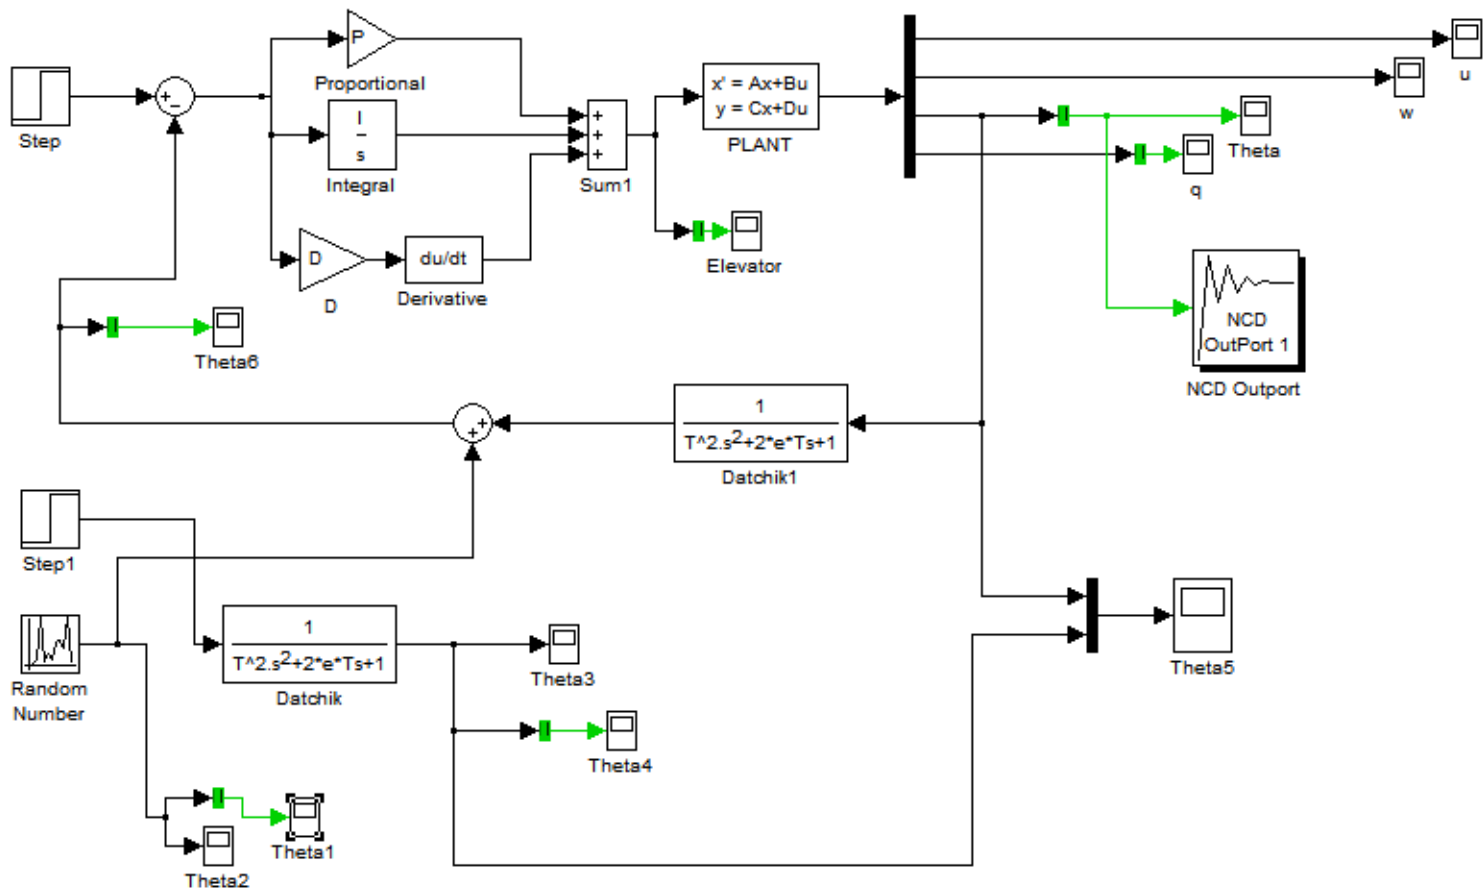 P
Proportional
Step
I
s
Integral
D
D
du/dt
Derivative
+
+
+
Sum1
x' = Ax+Bu
y = Cx+Du
PLANT
Elevator
u
w
Theta
q
NCD
OutPort 1
NCD Outport
+
−
Theta6
+
+
1
T^2.s2+2*e*Ts+1
Datchik1
Step1
Random
Number
1
T^2.s2+2*e*Ts+1
Datchik
Theta3
Theta4
Theta5
Theta1
Theta2